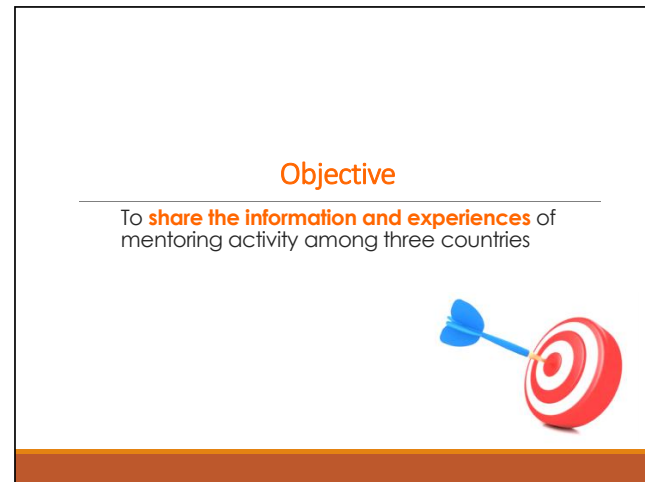 Objective
To share the information and experiences of
mentoring activity among three countries